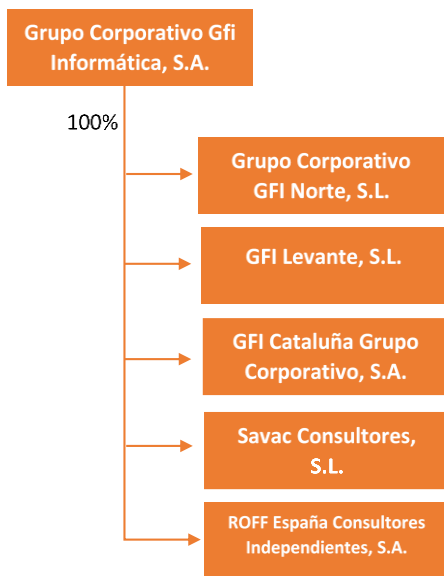 Grupo Corporativo Gfi
Informática, S.A.
100%
Grupo Corporativo
GFI Norte, S.L.
GFI Levante, S.L.
GFI Cataluña Grupo
Corporativo, S.A.
Savac Consultores,
S.L.
ROFF España Consultores
Independientes, S.A.